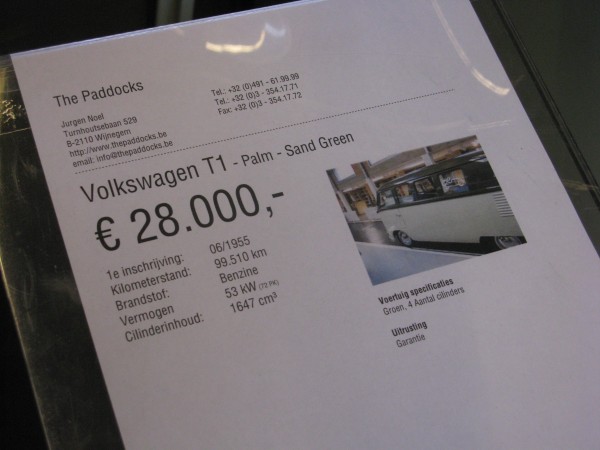 The Paddocks
Jurgen Noel
Turnhoutsebaan 529
B-2110 Wijnegem
http://www.thepaddocks.be
email: info@thepaddocks.be
Tel.: +32 (0)491 - 61.99.99
Tel.: +32 (0)3 - 354.17.71
Fax: +32 (0)3 - 354.17.72
Volkswagen T1 - Palm - Sand Green
€ 28.000,-
1e inschrijving: 06/1955
Kilometerstand: 99.510 km
Brandstof: Benzine
Vermogen 53 kW (72 PK)
Cilinderinhoud: 1647 cm³
Voertuig specificaties
Groen, 4 Aantal cilinders
Uitrusting
Garantie